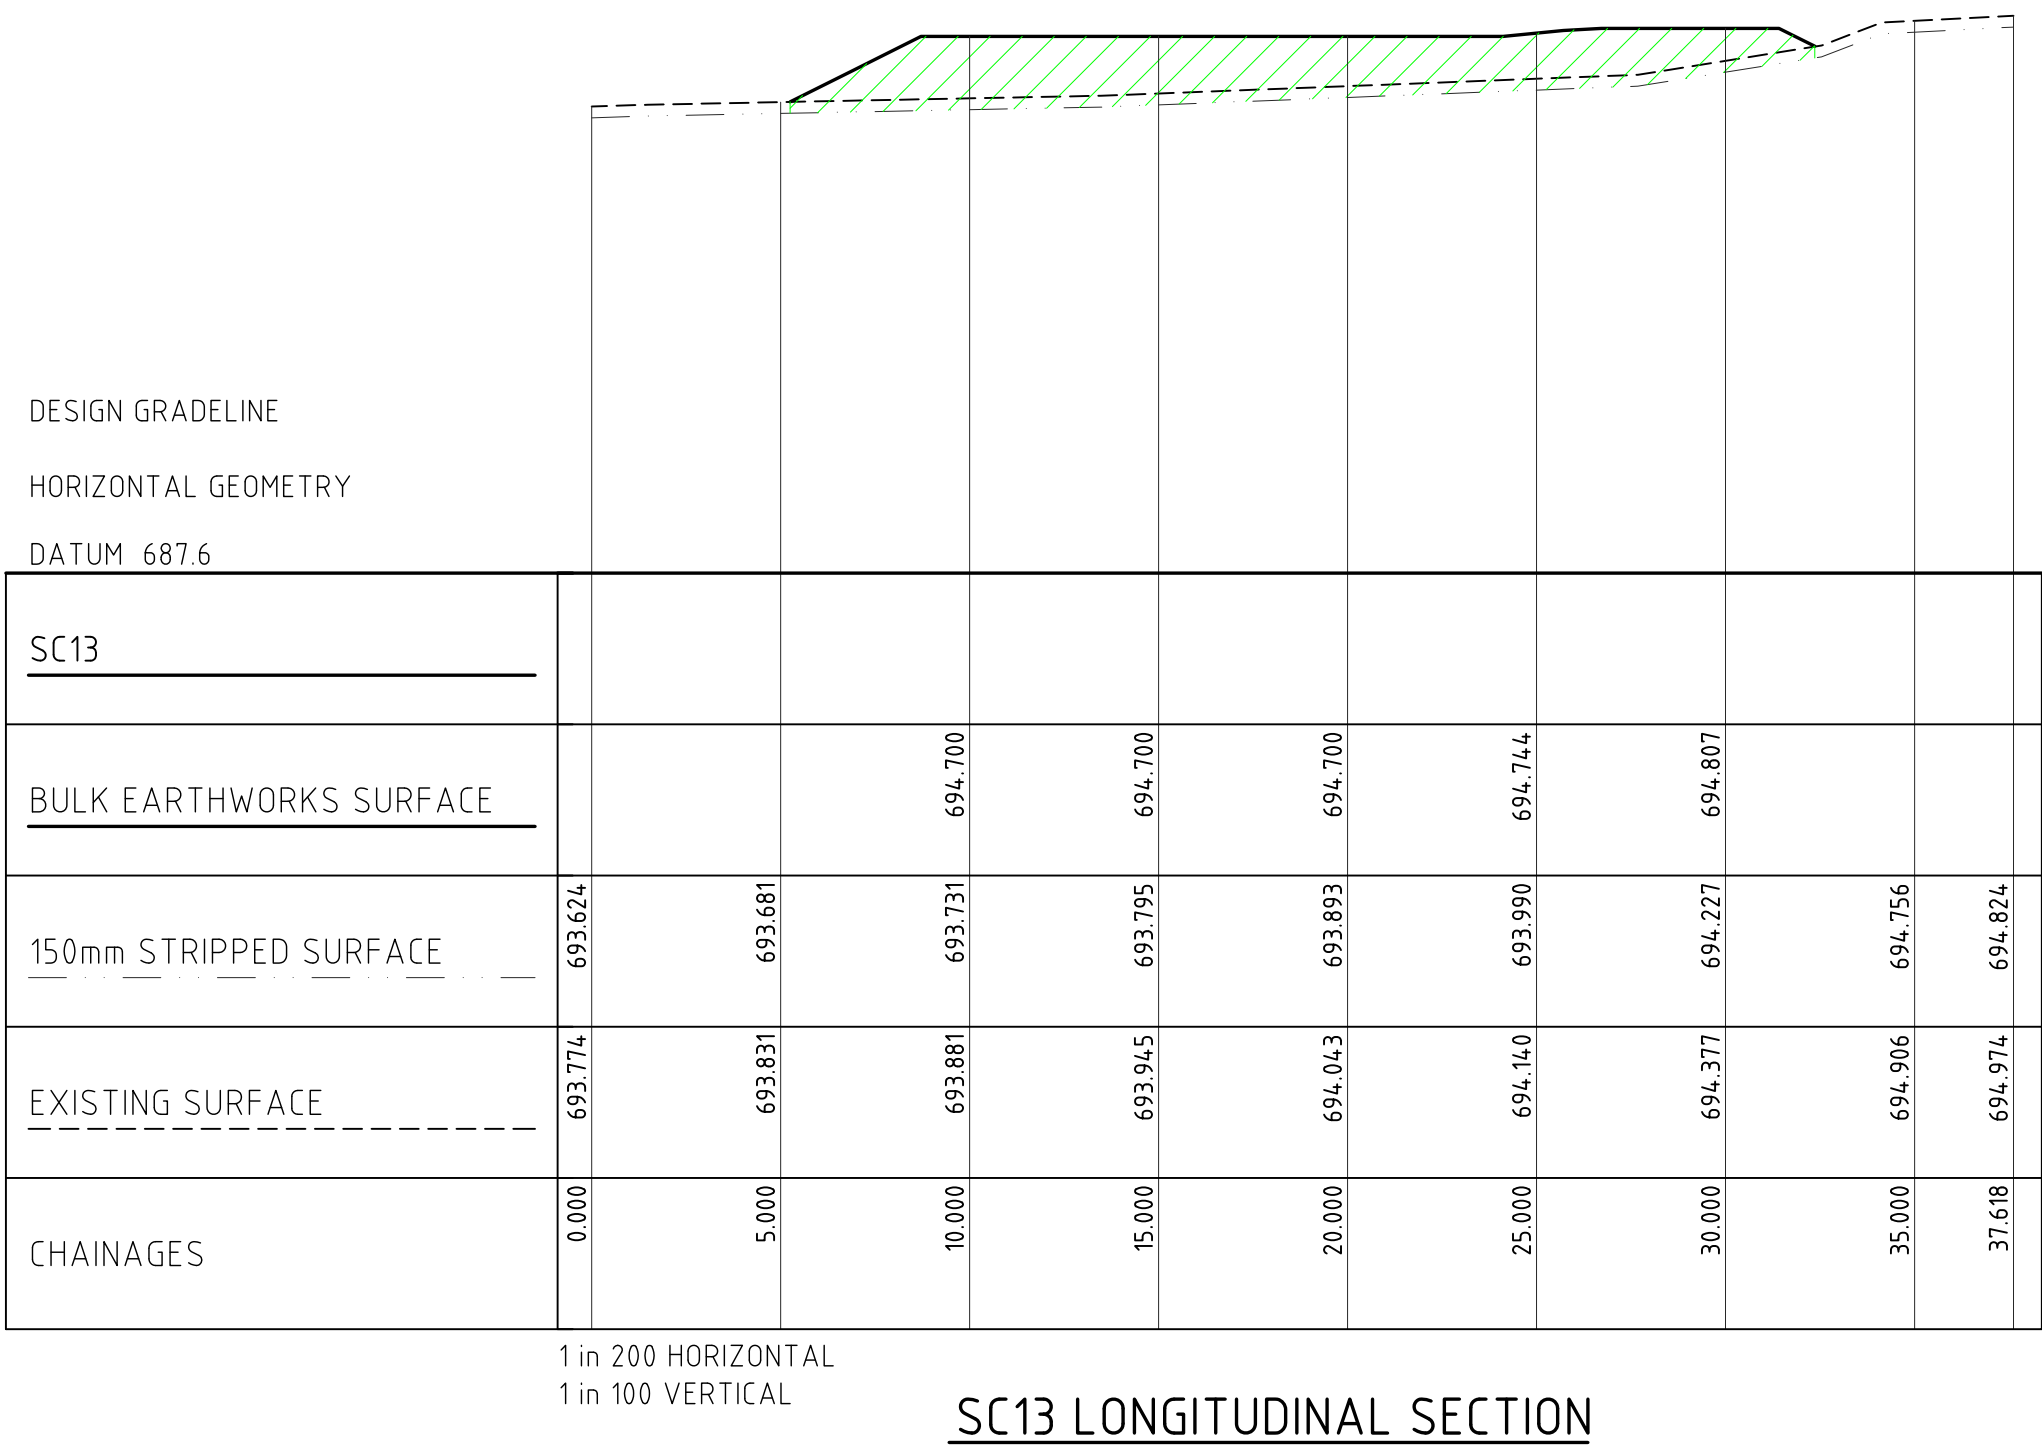 DESIGN GRADELINE
HORIZONTAL GEOMETRY
DATUM 687.6
SC13
BULK EARTHWORKS SURFACE
694.700
694.700
694.700
694.744
694.807
150mm STRIPPED SURFACE
693.624
693.681
693.731
693.795
693.893
693.990
694.227
694.756
694.824
EXISTING SURFACE
693.774
693.831
693.881
693.945
694.043
694.140
694.377
694.906
694.974
CHAINAGES
0.000
5.000
10.000
15.000
20.000
25.000
30.000
35.000
37.618
1 in 200 HORIZONTAL
1 in 100 VERTICAL
SC13 LONGITUDINAL SECTION